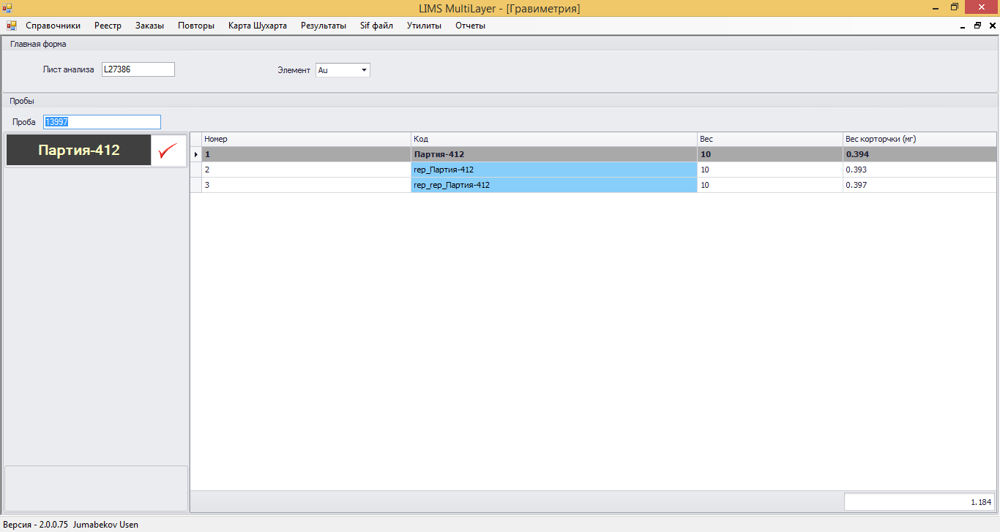 LIMS MultiLayer - [Гравиметрия]
Справочники Реестр Заказы Повторы Карта Шухарта Результаты Sif файл Утилиты Отчеты
Главная форма
Лист анализа L27386 Элемент Au
Пробы
Проба 13997
Партия-412
Номер Код Вес Вес корторчки (мг)
1 Партия-412 10 0.394
2 rep_Партия-412 10 0.393
3 rep_rep_Партия-412 10 0.397
1.184
Версия - 2.0.0.75 Jumabekov Usen